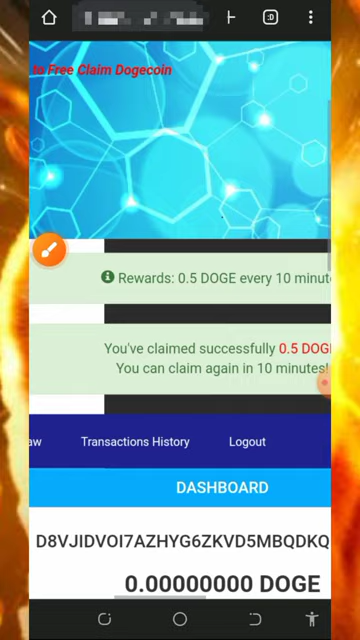 to Free Claim Dogecoin
Rewards: 0.5 DOGE every 10 minut
You've claimed successfully 0.5 DOG
You can claim again in 10 minutes!
aw Transactions History Logout
DASHBOARD
D8VJIDVOI7AZHYG6ZKVD5MBQDKQ
0.00000000 DOGE